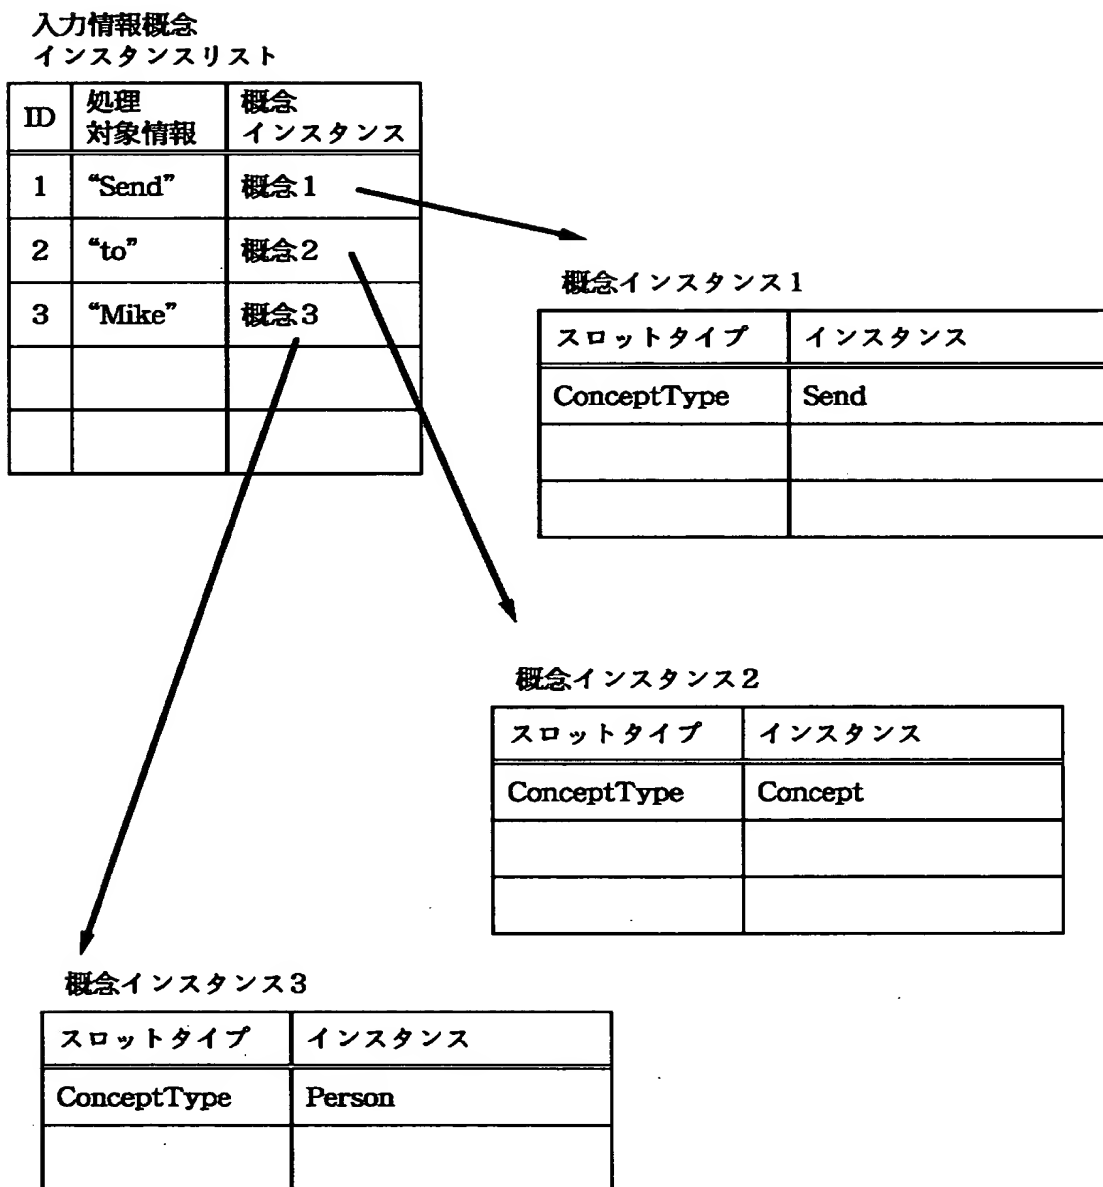 入力情報概念
インスタンスリスト
ID 処理 対象情報 概念 インスタンス
1 “Send” 概念1
2 “to” 概念2
3 “Mike” 概念3
概念インスタンス1
スロットタイプ インスタンス
ConceptType Send
概念インスタンス2
スロットタイプ インスタンス
ConceptType Concept
概念インスタンス3
スロットタイプ インスタンス
ConceptType Person